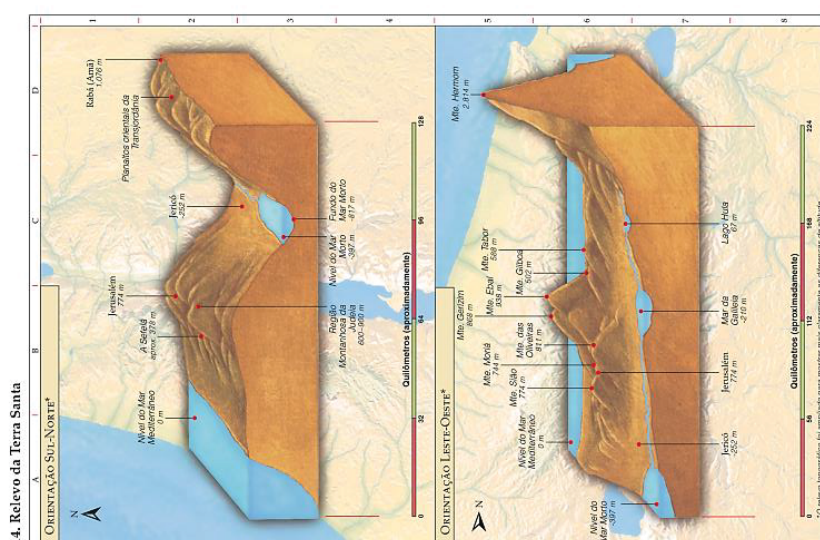 4. Relevo da Terra Santa
ORIENTAÇÃO SUL-NORTE*
N
A
B
C
D
1
2
3
4
Nível do Mar
Mediterrâneo
0 m
A Sefelá
aprox. 378 m
Jerusalém
774 m
Região
Montanhosa da
Judeia
600–900 m
Jericó
-252 m
Nível do Mar
Morto
-397 m
Fundo do
Mar Morto
-817 m
Planaltos orientais da
Transjordânia
Rabá (Amã)
1.076 m
Quilômetros (aproximadamente)
0
32
64
96
128
ORIENTAÇÃO LESTE-OESTE*
N
5
6
7
8
Nível do
Mar Morto
-397 m
Nível do Mar
Mediterrâneo
0 m
Jericó
-252 m
Mte. Sião
774 m
Mte. Moriá
744 m
Jerusalém
774 m
Mte. das
Oliveiras
811 m
Mte. Gerizim
868 m
Mte. Ebal
938 m
Mte. Gilboa
502 m
Mte. Tabor
588 m
Mar da
Galileia
-210 m
Lago Hula
67 m
Mte. Hermom
2.814 m
Quilômetros (aproximadamente)
0
56
112
168
224